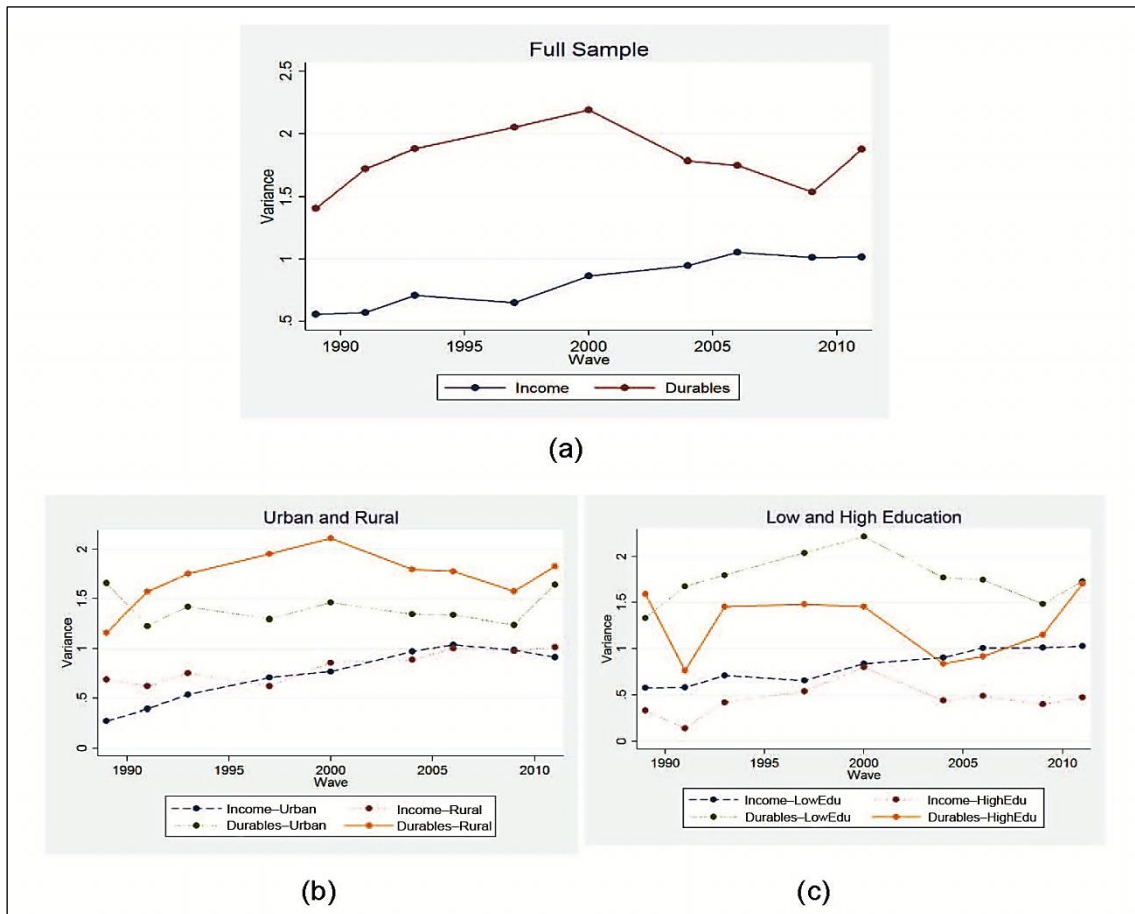 Full Sample
2.5
2
1.5
1
.5
Variance
1990 1995 2000 2005 2010
Wave
Income Durables
(a)
Urban and Rural
2
1.5
1
.5
0
Variance
1990 1995 2000 2005 2010
Wave
Income–Urban Income–Rural
Durables–Urban Durables–Rural
(b)
Low and High Education
2
1.5
1
.5
0
Variance
1990 1995 2000 2005 2010
Wave
Income–LowEdu Income–HighEdu
Durables–LowEdu Durables–HighEdu
(c)